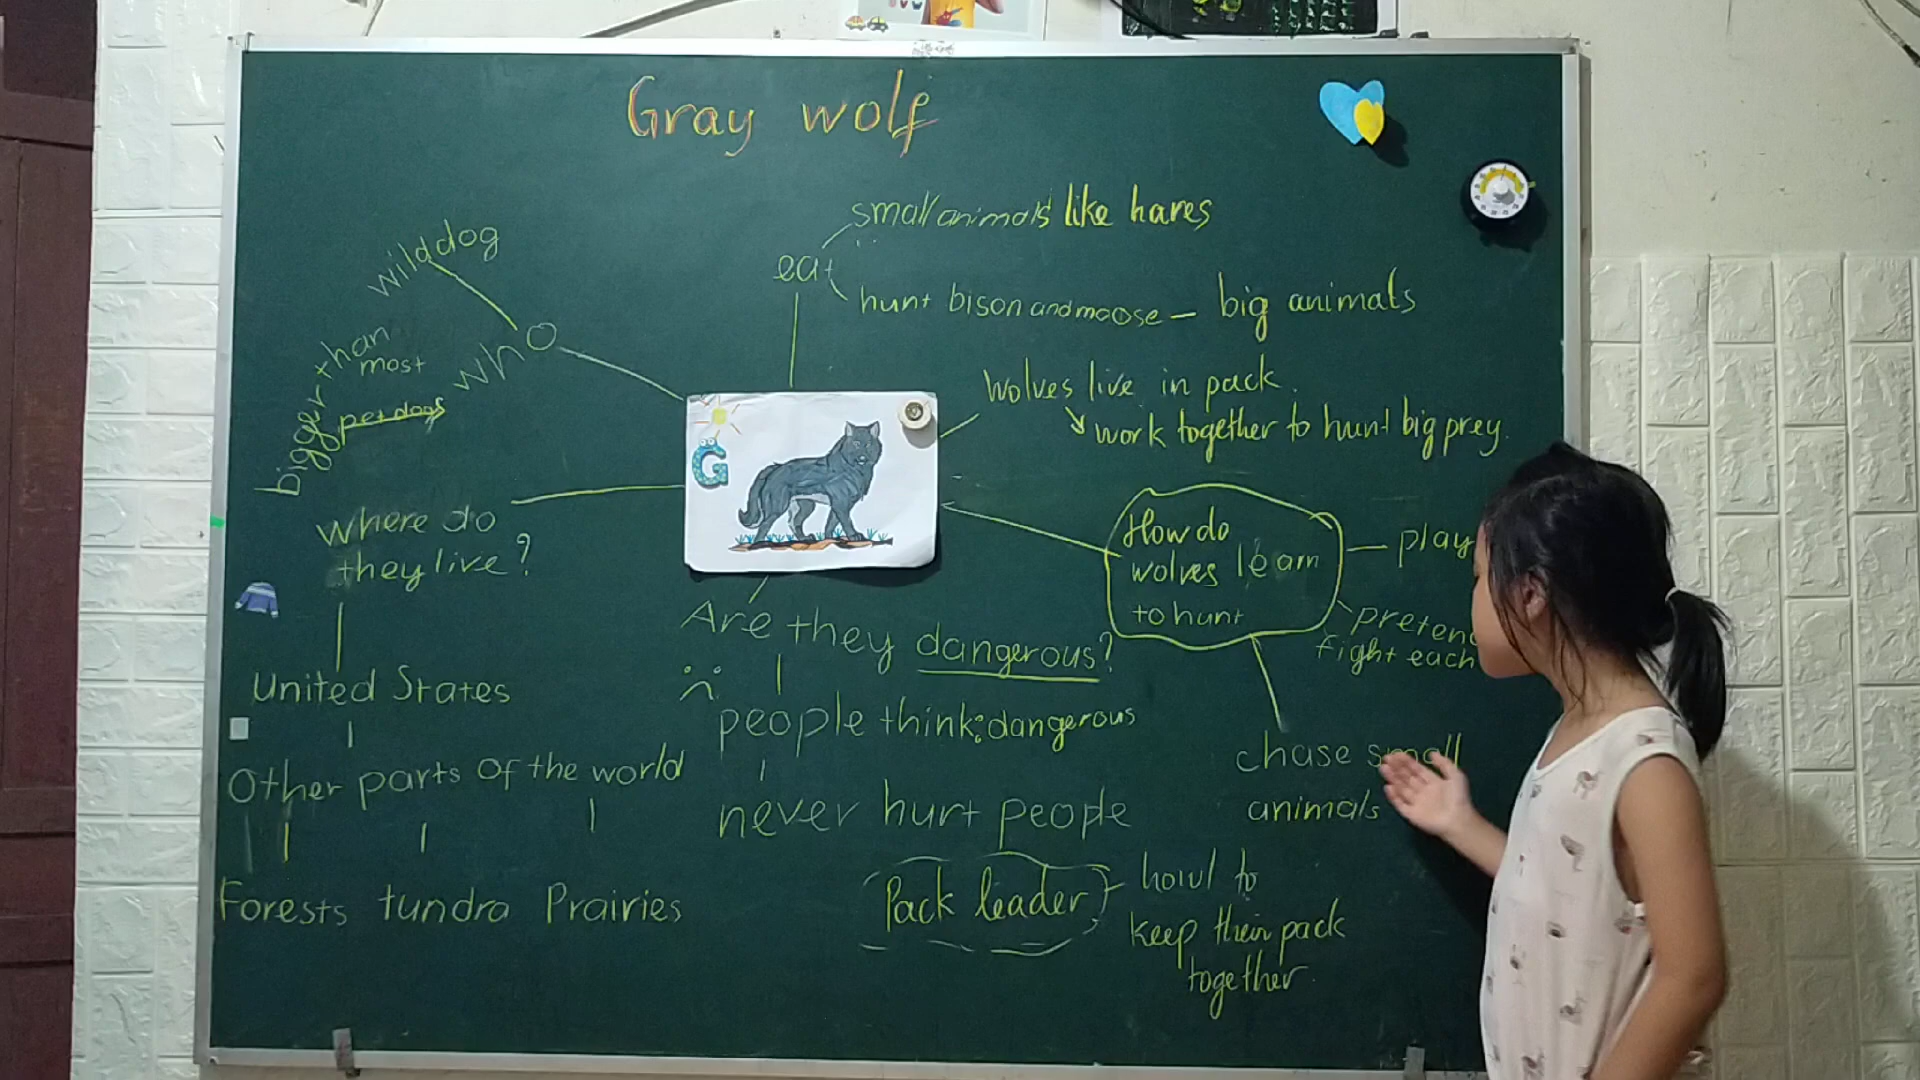 Gray wolf
wild dog
who
bigger than
most
pet dogs
eat
small animals like hares
hunt bison and moose – big animals
Wolves live in pack.
work together to hunt big prey.
G
where do
they live?
United States
Other parts of the world
Forests tundra Prairies
Are they dangerous?
people think: dangerous
never hurt people
How do
wolves learn
to hunt
play
fight each
chase small
animals
Pack leader
howl to
keep their pack
together.